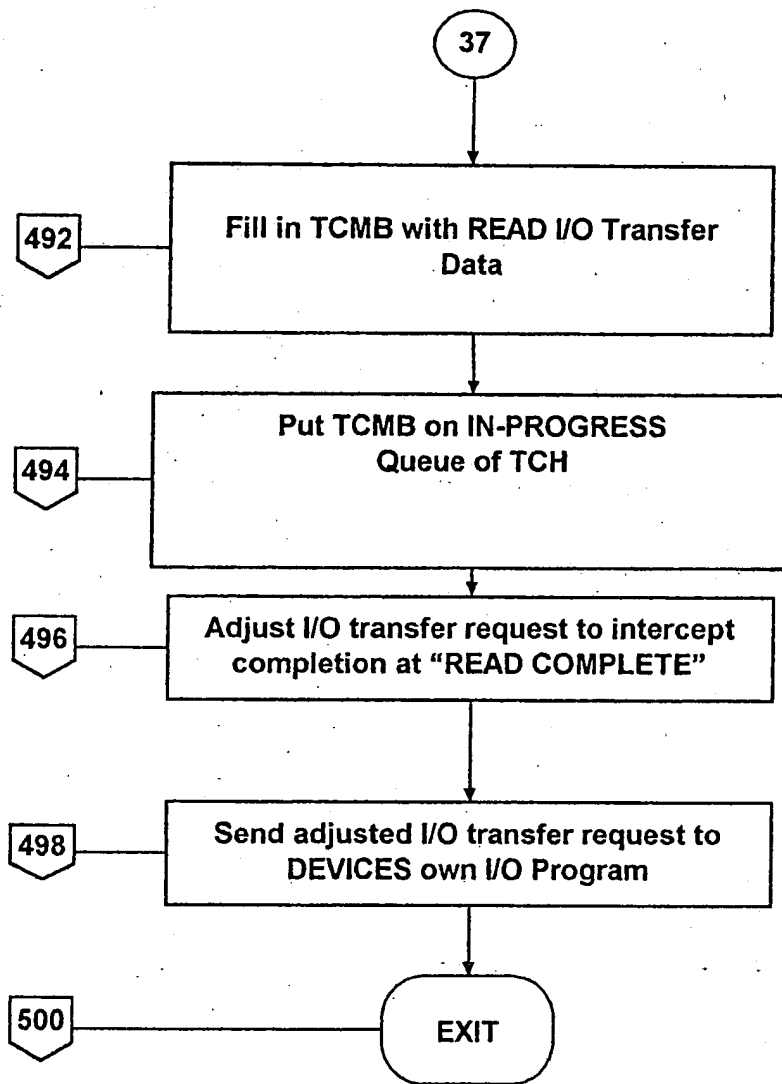 37
492
Fill in TCMB with READ I/O Transfer
Data
494
Put TCMB on IN-PROGRESS
Queue of TCH
496
Adjust I/O transfer request to intercept
completion at “READ COMPLETE”
498
Send adjusted I/O transfer request to
DEVICES own I/O Program
500
EXIT